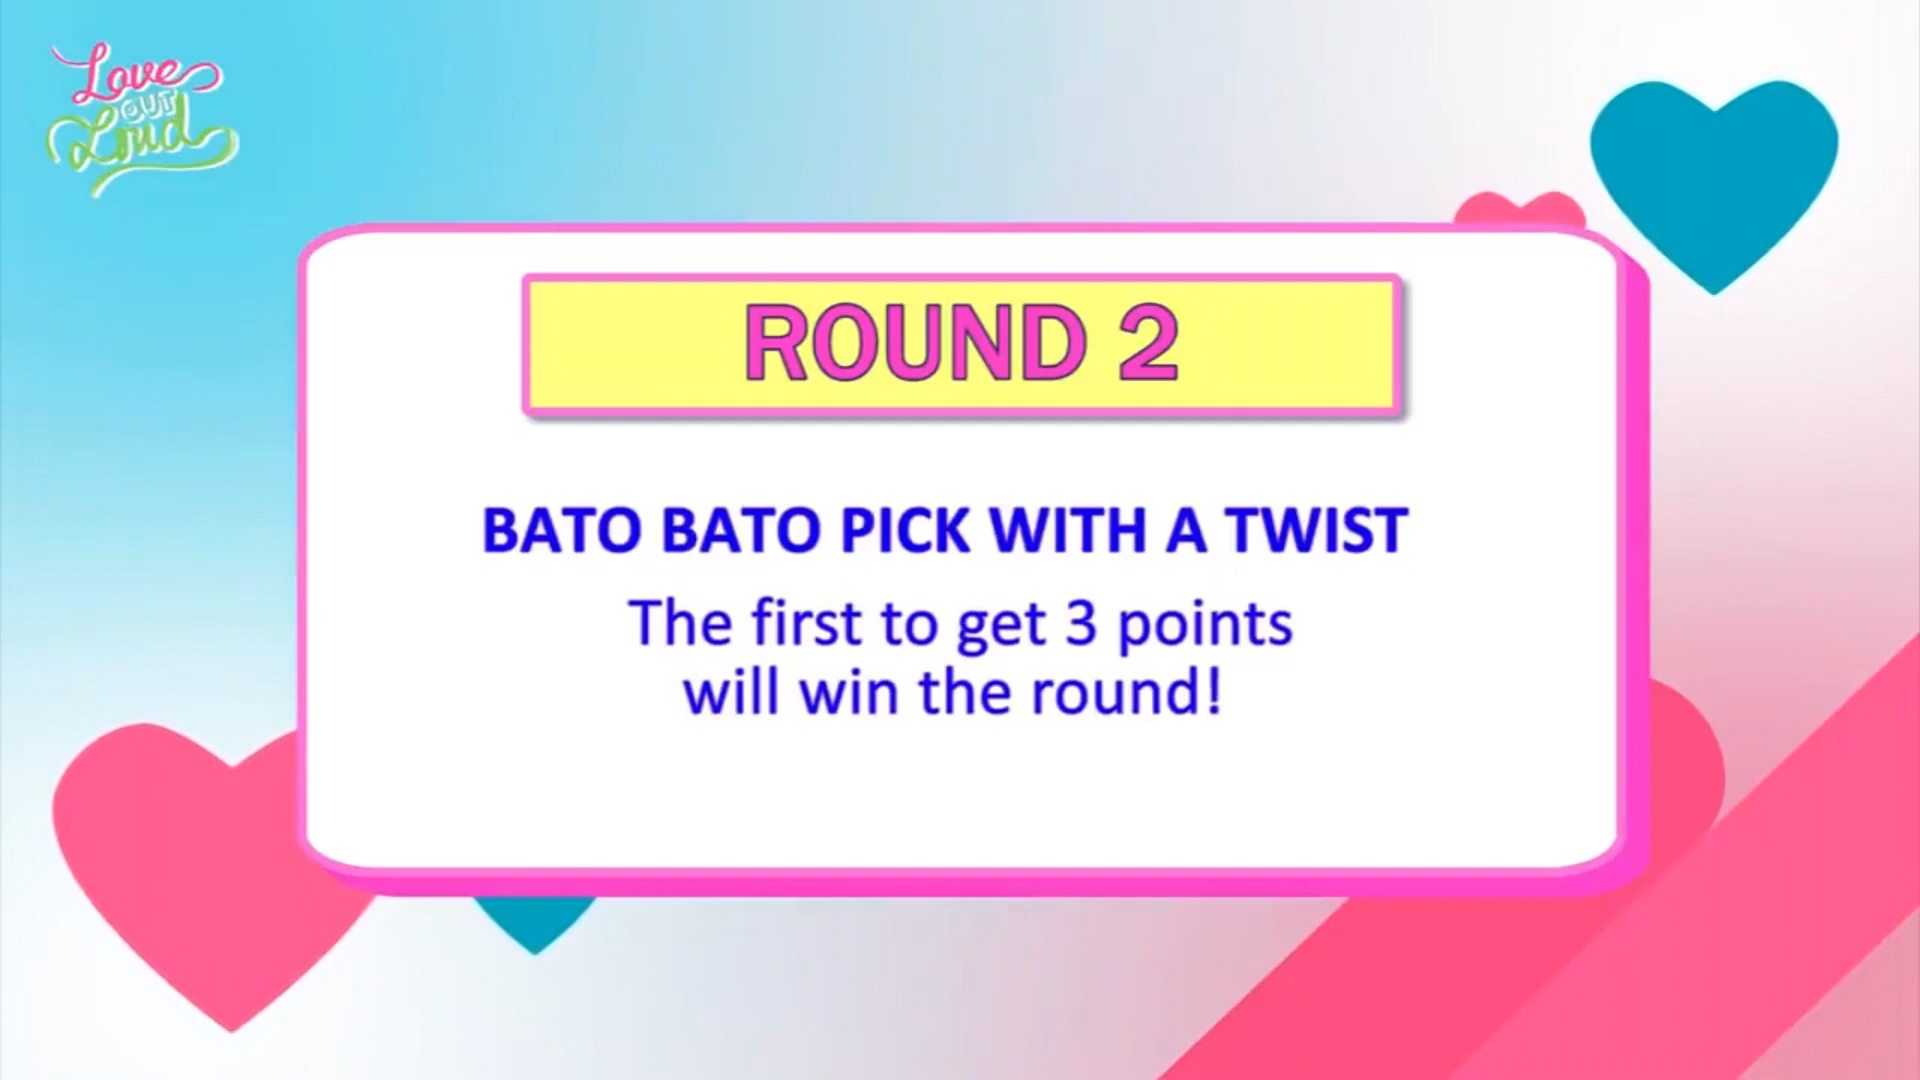 Love
OUT
Loud
ROUND 2
BATO BATO PICK WITH A TWIST
The first to get 3 points
will win the round!